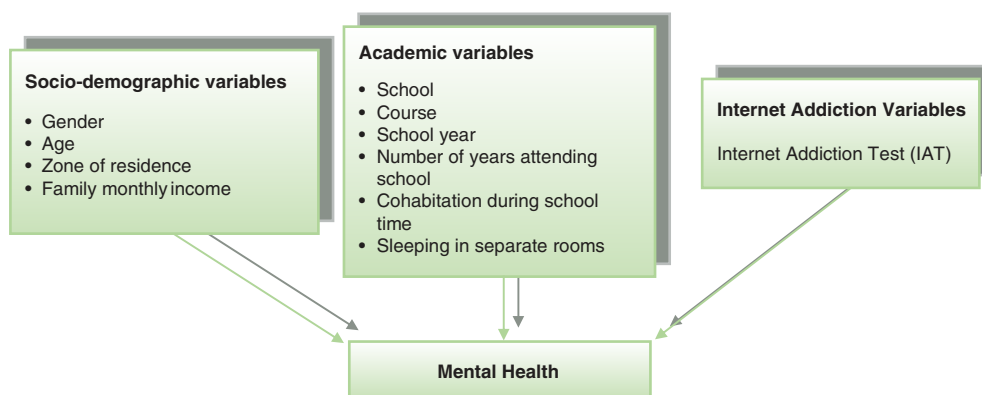 Socio-demographic variables
• Gender
• Age
• Zone of residence
• Family monthly income
Academic variables
• School
• Course
• School year
• Number of years attending
school
• Cohabitation during school
time
• Sleeping in separate rooms
Internet Addiction Variables
Internet Addiction Test (IAT)
Mental Health